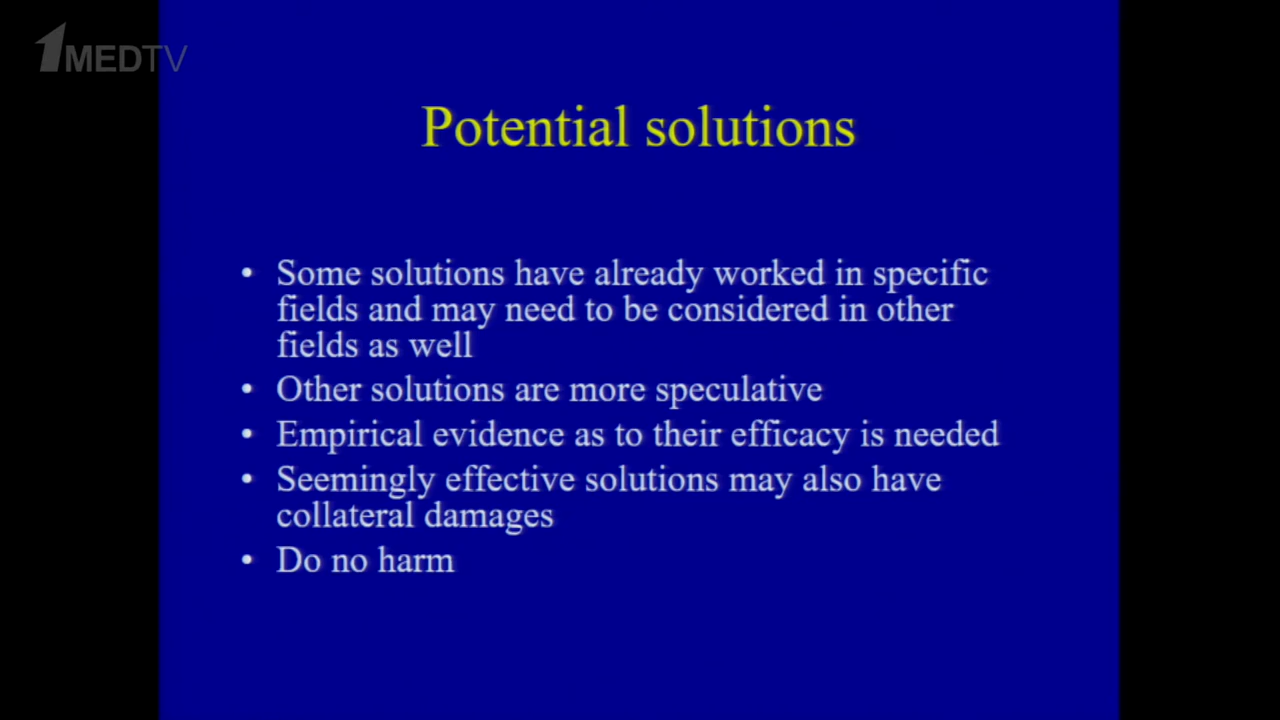 1MEDTV
Potential solutions
• Some solutions have already worked in specific
fields and may need to be considered in other
fields as well
• Other solutions are more speculative
• Empirical evidence as to their efficacy is needed
• Seemingly effective solutions may also have
collateral damages
• Do no harm